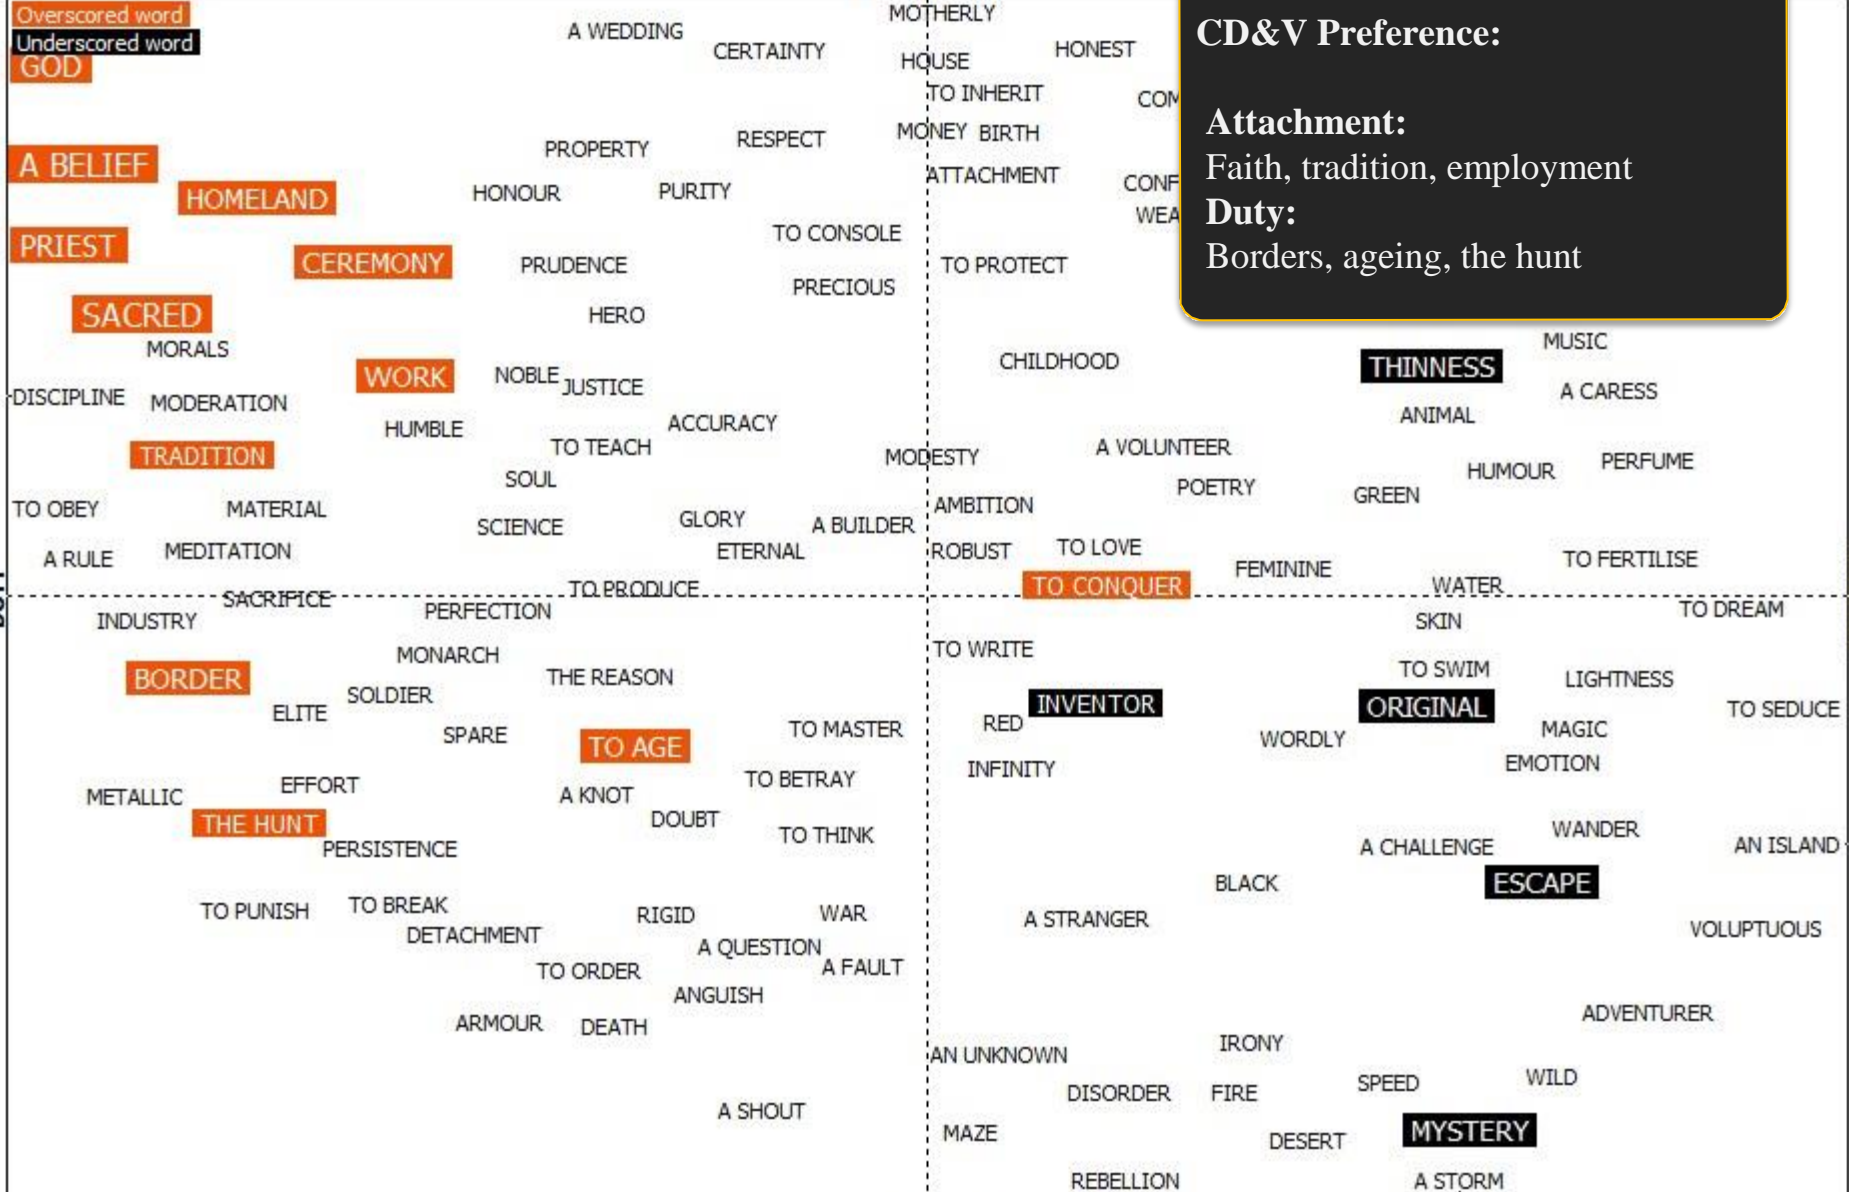 Overscored word
Underscored word
GOD
A WEDDING
CERTAINTY
MOTHERLY
HOUSE
HONEST
TO INHERIT
COM
CD&V Preference:
Attachment:
Faith, tradition, employment
Duty:
Borders, ageing, the hunt
A BELIEF
HOMELAND
PROPERTY
RESPECT
MONEY BIRTH
ATTACHMENT
CONF
HONOUR
PURITY
WEA
PRIEST
CEREMONY
PRUDENCE
TO CONSOLE
TO PROTECT
PRECIOUS
SACRED
HERO
MORALS
WORK
NOBLE
JUSTICE
CHILDHOOD
THINNESS
MUSIC
A CARESS
DISCIPLINE
MODERATION
ANIMAL
HUMBLE
ACCURACY
TRADITION
TO TEACH
MODESTY
A VOLUNTEER
HUMOUR
PERFUME
SOUL
POETRY
GREEN
TO OBEY
MATERIAL
SCIENCE
GLORY
A BUILDER
AMBITION
A RULE
MEDITATION
ETERNAL
ROBUST
TO LOVE
FEMININE
TO FERTILISE
TO CONQUER
WATER
SACRIFICE
TO PRODUCE
INDUSTRY
PERFECTION
SKIN
TO DREAM
MONARCH
TO WRITE
BORDER
SOLDIER
THE REASON
TO SWIM
LIGHTNESS
ELITE
INVENTOR
ORIGINAL
TO SEDUCE
SPARE
TO AGE
TO MASTER
RED
WORDLY
MAGIC
EMOTION
EFFORT
TO BETRAY
INFINITY
METALLIC
A KNOT
THE HUNT
DOUBT
TO THINK
WANDER
PERSISTENCE
A CHALLENGE
AN ISLAND
BLACK
ESCAPE
TO PUNISH
TO BREAK
RIGID
WAR
A STRANGER
VOLUPTUOUS
DETACHMENT
A QUESTION
TO ORDER
A FAULT
ANGUISH
ARMOUR
DEATH
ADVENTURER
AN UNKNOWN
IRONY
DISORDER
FIRE
SPEED
WILD
A SHOUT
MAZE
DESERT
MYSTERY
REBELLION
A STORM